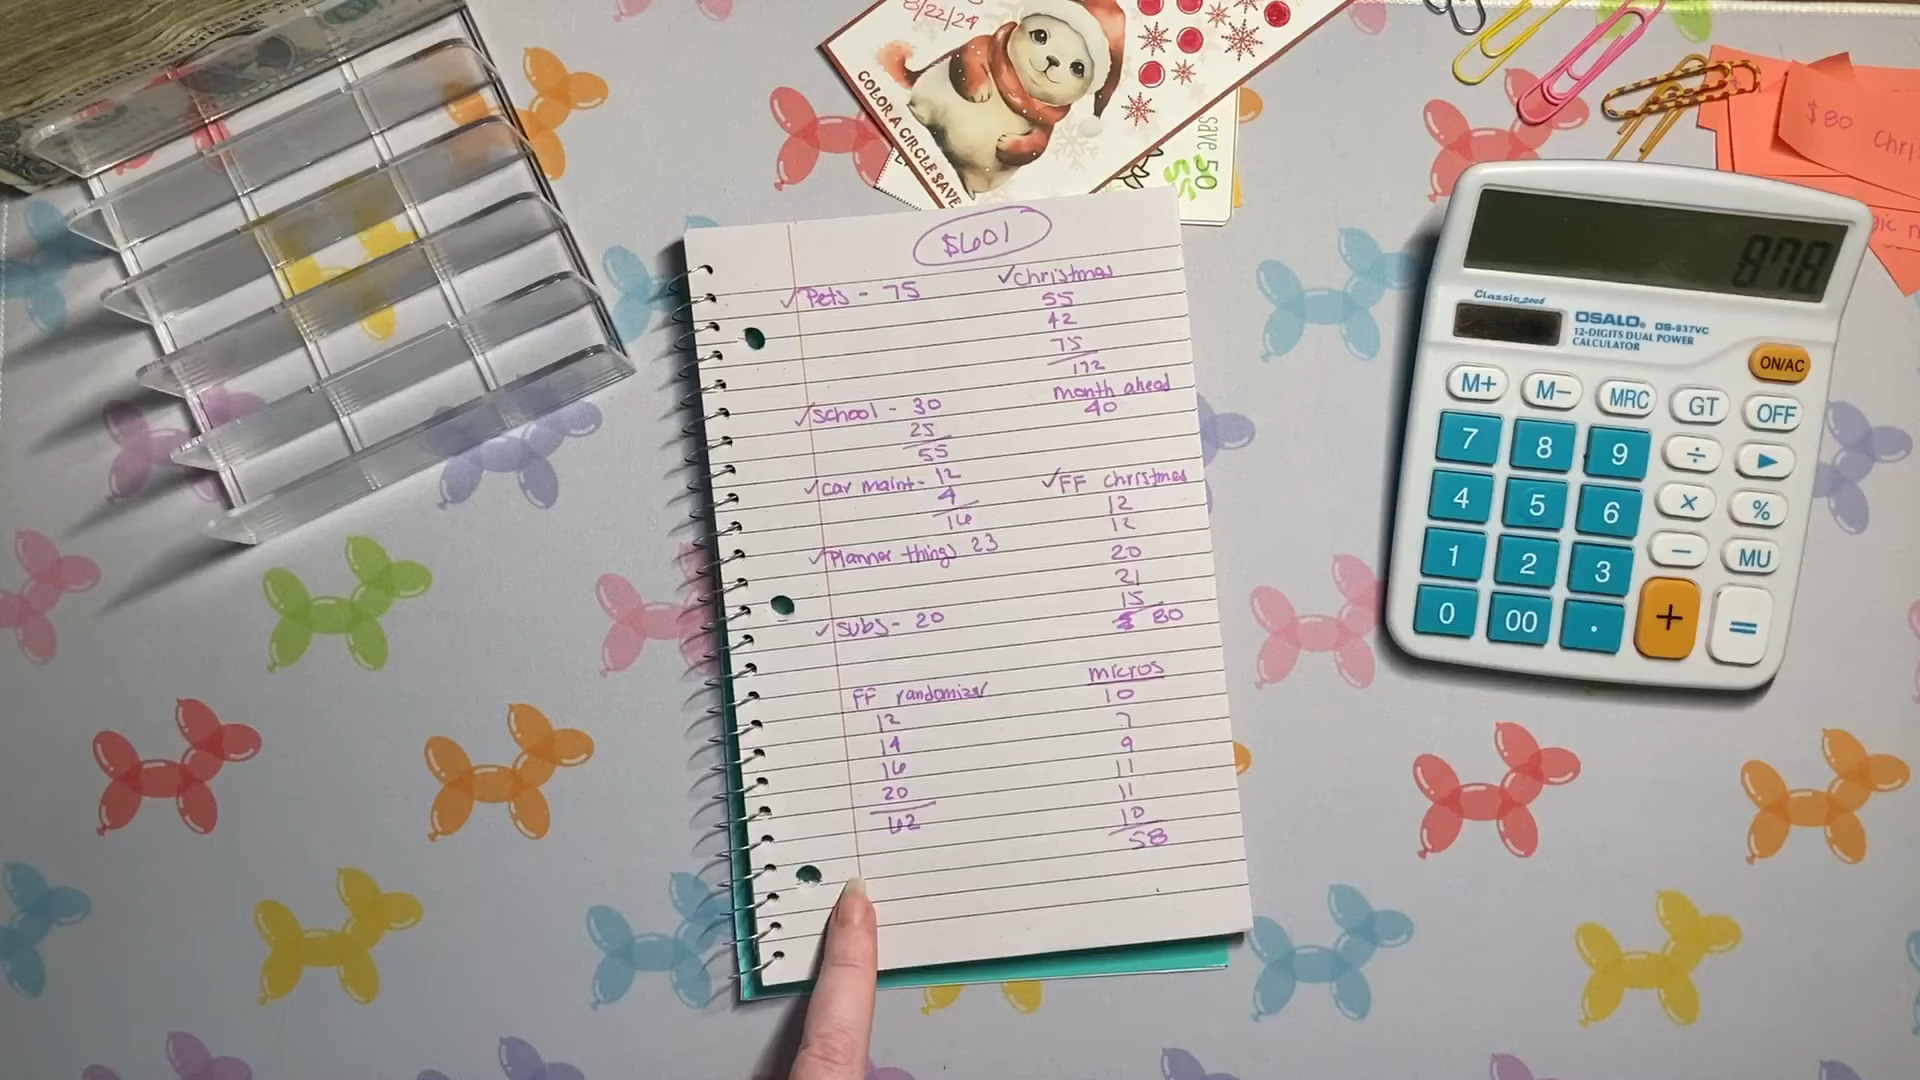 8/22/24
COLOR A CIRCLE SAVE
save 50
55
$80 Chri
gic n
$601
✓Pets - 75
✓Christmas
55
42
75
172
month ahead
40
✓School - 30
25
55
✓car maint - 12
4
16
✓FF christmas
12
12
20
21
15
80
✓Planner things 23
✓subs - 20
FF randomizer
12
14
16
20
62
micros
10
7
9
11
11
10
58
878
Classic 2006
OSALO OS-837VC
12-DIGITS DUAL POWER
CALCULATOR
ON/AC
M+ M- MRC GT OFF
7 8 9 ÷ ▶
4 5 6 × %
1 2 3 − MU
0 00 . + =